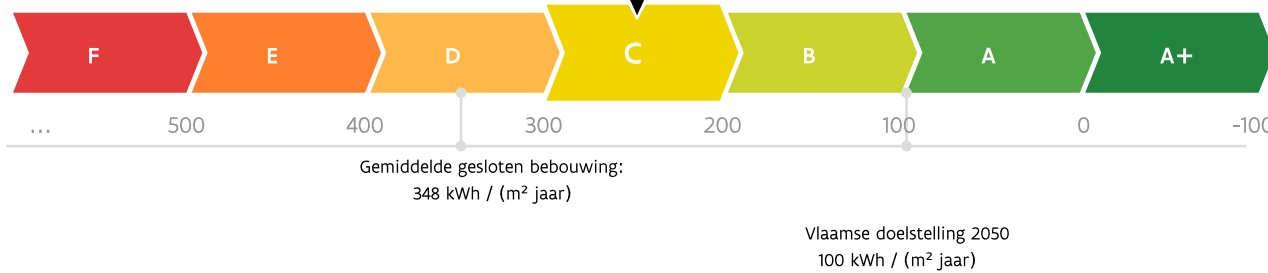 F E D C B A A+
... 500 400 300 200 100 0 -100
Gemiddelde gesloten bebouwing:
348 kWh / (m² jaar)
Vlaamse doelstelling 2050
100 kWh / (m² jaar)